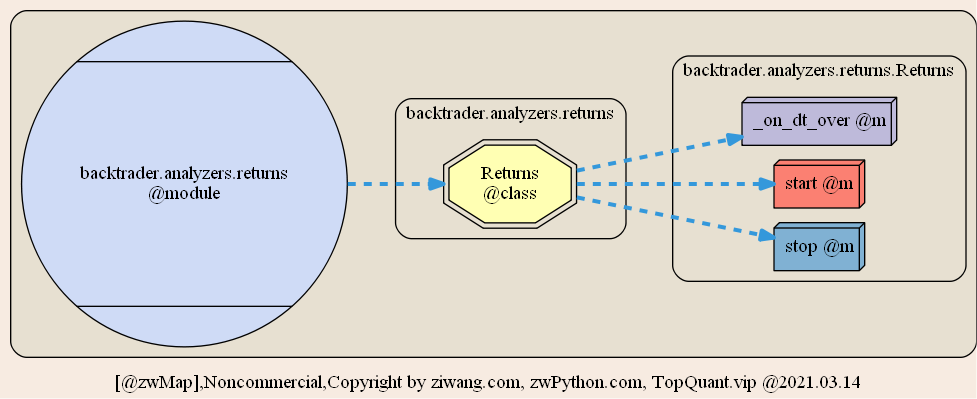 backtrader.analyzers.returns
@module
backtrader.analyzers.returns
Returns
@class
backtrader.analyzers.returns.Returns
_on_dt_over @m
start @m
stop @m
[@zwMap],Noncommercial,Copyright by ziwang.com, zwPython.com, TopQuant.vip @2021.03.14